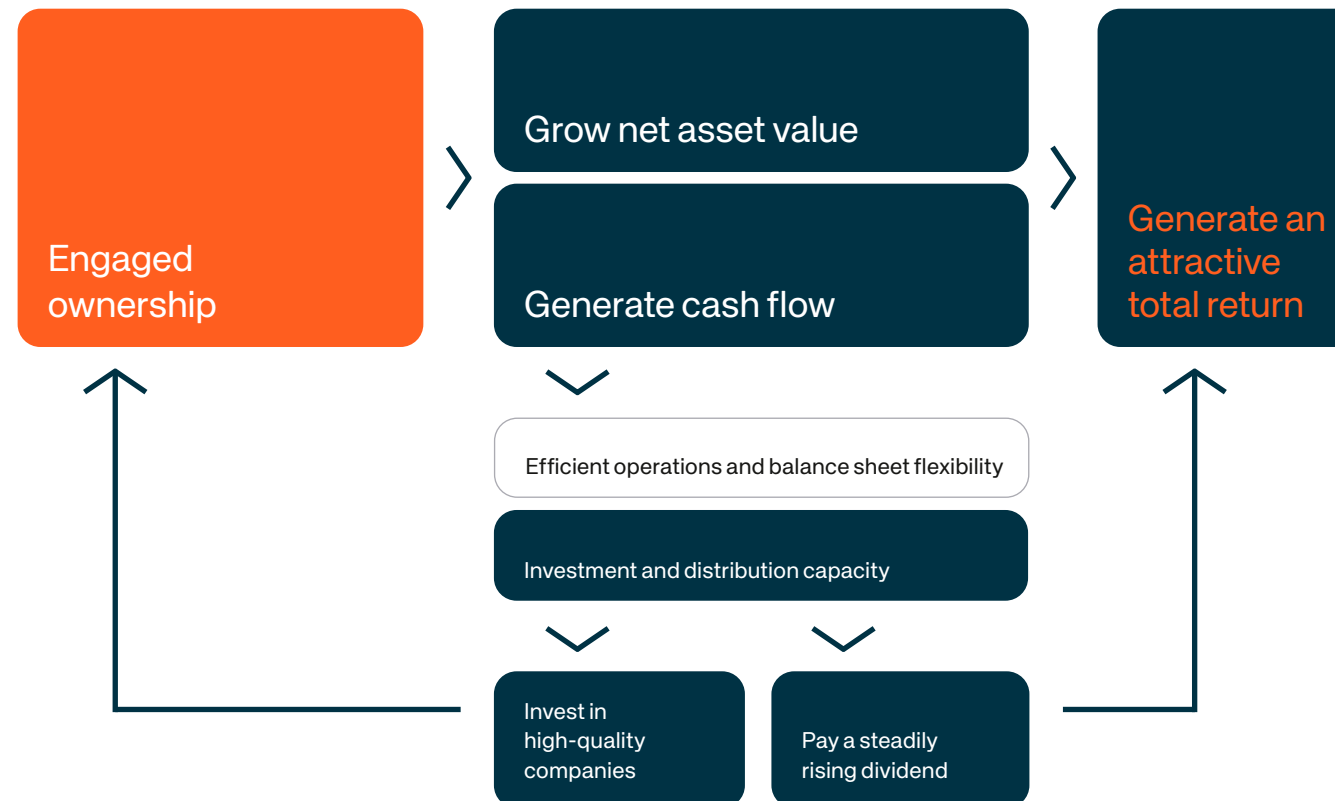 Engaged
ownership
Grow net asset value
Generate cash flow
Generate an
attractive
total return
Efficient operations and balance sheet flexibility
Investment and distribution capacity
Invest in
high-quality
companies
Pay a steadily
rising dividend